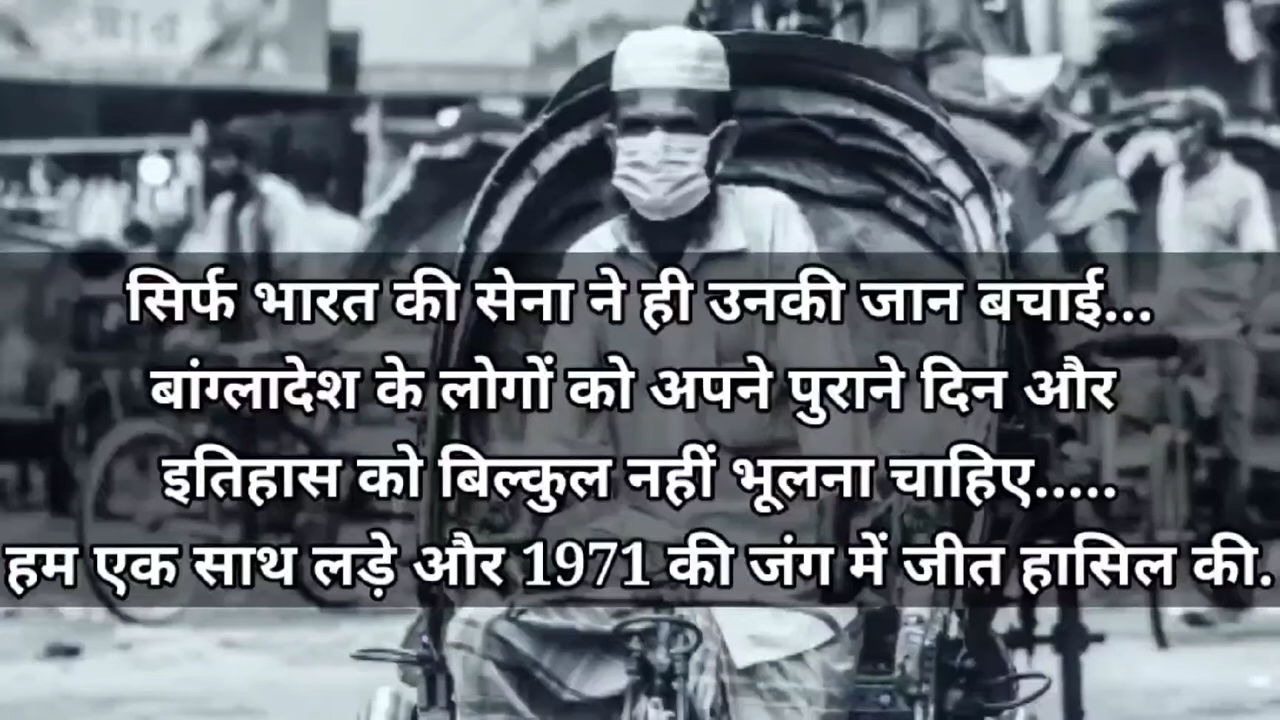 सिर्फ भारत की सेना ने ही उनकी जान बचाई...
बांग्लादेश के लोगों को अपने पुराने दिन और
इतिहास को बिल्कुल नहीं भूलना चाहिए.....
हम एक साथ लड़े और 1971 की जंग में जीत हासिल की.